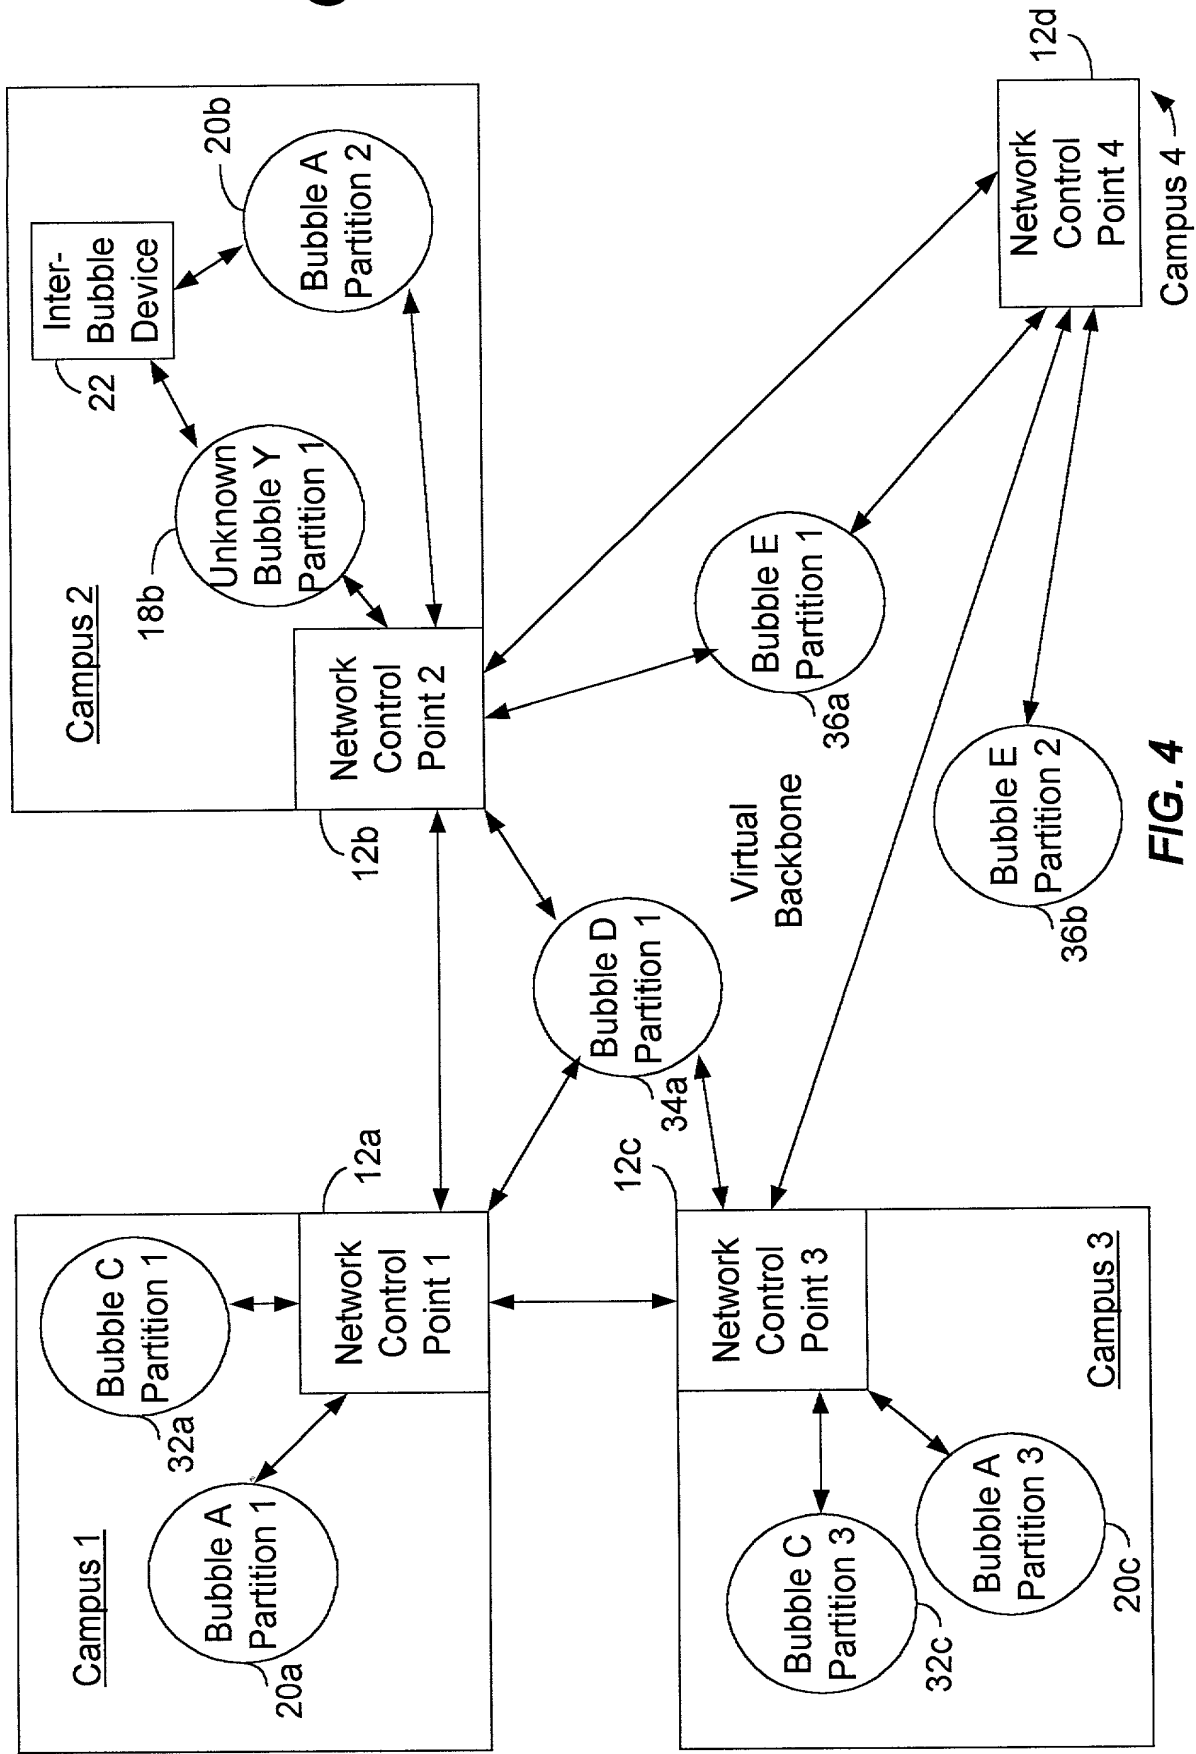 Campus 1
Bubble A
Partition 1
20a
Bubble C
Partition 1
32a
Network
Control
Point 1
12a
Campus 2
Unknown
Bubble Y
Partition 1
18b
Inter-
Bubble
Device
22
Bubble A
Partition 2
20b
Network
Control
Point 2
12b
Bubble D
Partition 1
34a
Virtual
Backbone
Bubble E
Partition 1
36a
Bubble E
Partition 2
36b
Network
Control
Point 3
12c
Bubble C
Partition 3
32c
Bubble A
Partition 3
20c
Campus 3
Network
Control
Point 4
12d
Campus 4
FIG. 4